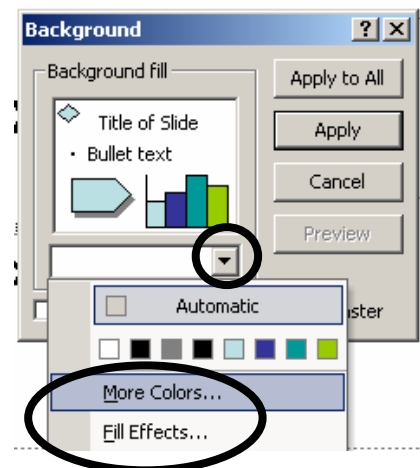 Background
Background fill
Apply to All
Title of Slide
• Bullet text
Apply
Cancel
Preview
Automatic
More Colors...
Fill Effects...